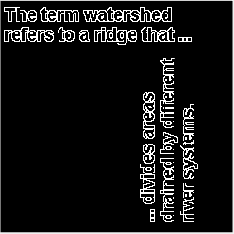 The term watershed
refers to a ridge that ...
... divides areas
drained by different
river systems.